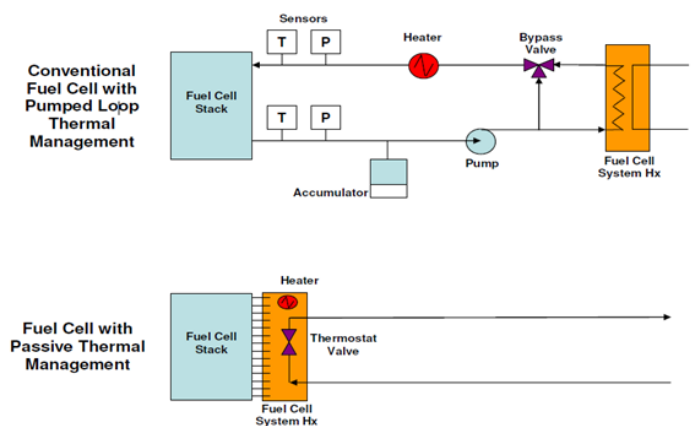 Sensors
T
P
Heater
Bypass
Valve
Conventional
Fuel Cell with
Pumped Loop
Thermal
Management
Fuel Cell
Stack
T
P
Pump
Fuel Cell
System Hx
Accumulator
Heater
Fuel Cell with
Passive Thermal
Management
Fuel Cell
Stack
Thermostat
Valve
Fuel Cell
System Hx